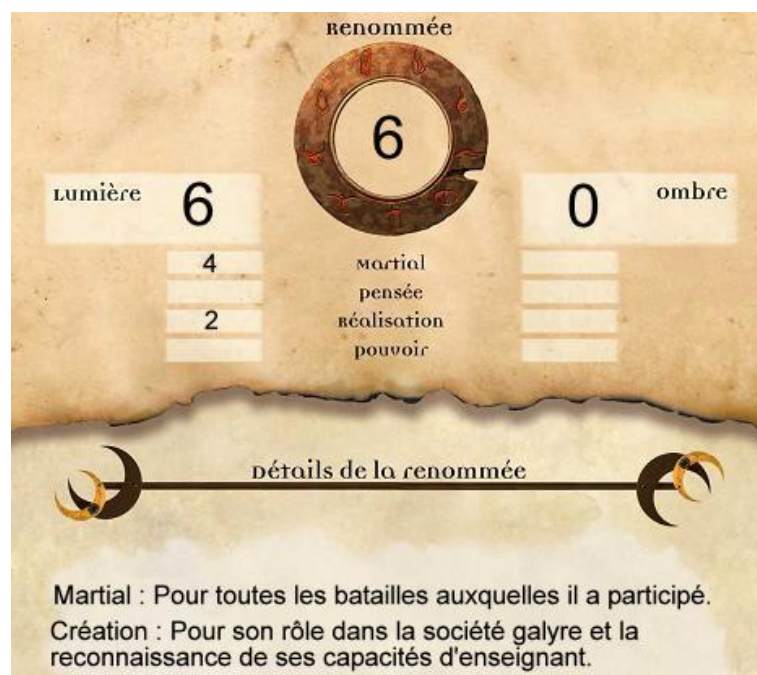 Renommée
6
Lumière 6
0 ombre
4 Martial
pensée
2 Réalisation
pouvoir
Détails de la renommée
Martial : Pour toutes les batailles auxquelles il a participé.
Création : Pour son rôle dans la société galyre et la
reconnaissance de ses capacités d'enseignant.